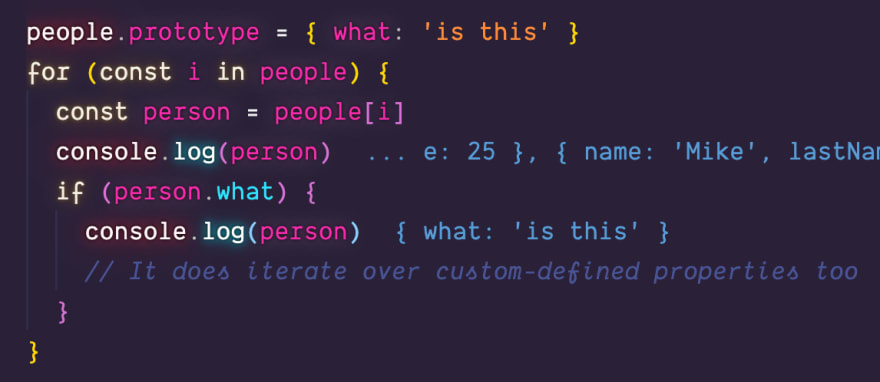 people.prototype = { what: 'is this' }
for (const i in people) {
  const person = people[i]
  console.log(person)  ... e: 25 }, { name: 'Mike', lastNam
  if (person.what) {
    console.log(person)  { what: 'is this' }
    // It does iterate over custom-defined properties too
  }
}